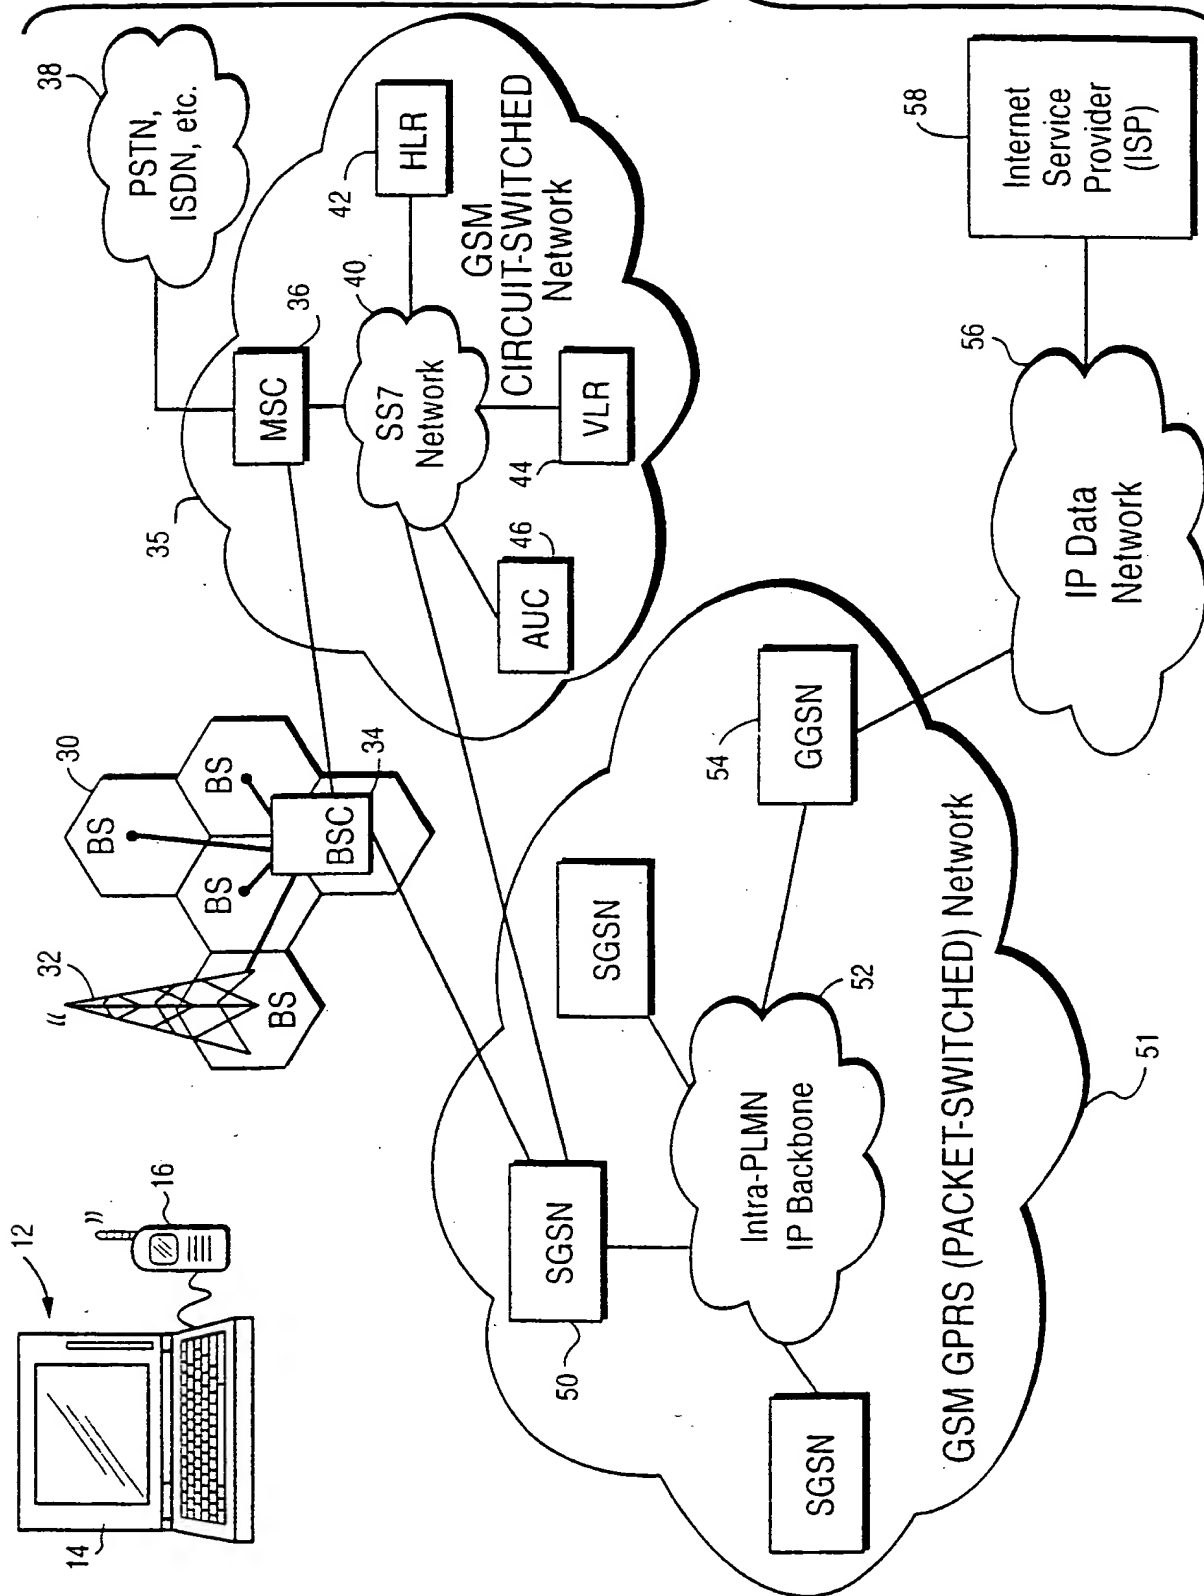 12
14
16
32
BS
BS
BS
BS
30
BSC
34
38
PSTN,
ISDN, etc.
35
MSC
36
SS7
Network
40
42
HLR
GSM
CIRCUIT-SWITCHED
Network
44
VLR
46
AUC
50
SGSN
SGSN
SGSN
Intra-PLMN
IP Backbone
52
54
GGSN
GSM GPRS (PACKET-SWITCHED) Network
51
56
IP Data
Network
58
Internet
Service
Provider
(ISP)